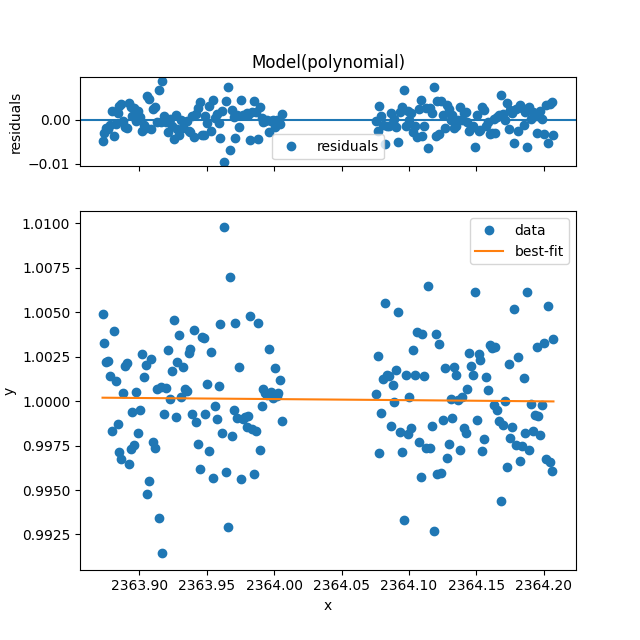 Model(polynomial)
residuals
0.00
−0.01
residuals
y
1.0100
1.0075
1.0050
1.0025
1.0000
0.9975
0.9950
0.9925
data
best-fit
2363.90 2363.95 2364.00 2364.05 2364.10 2364.15 2364.20
x